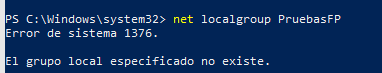 PS C:\Windows\system32> net localgroup PruebasFP
Error de sistema 1376.
El grupo local especificado no existe.